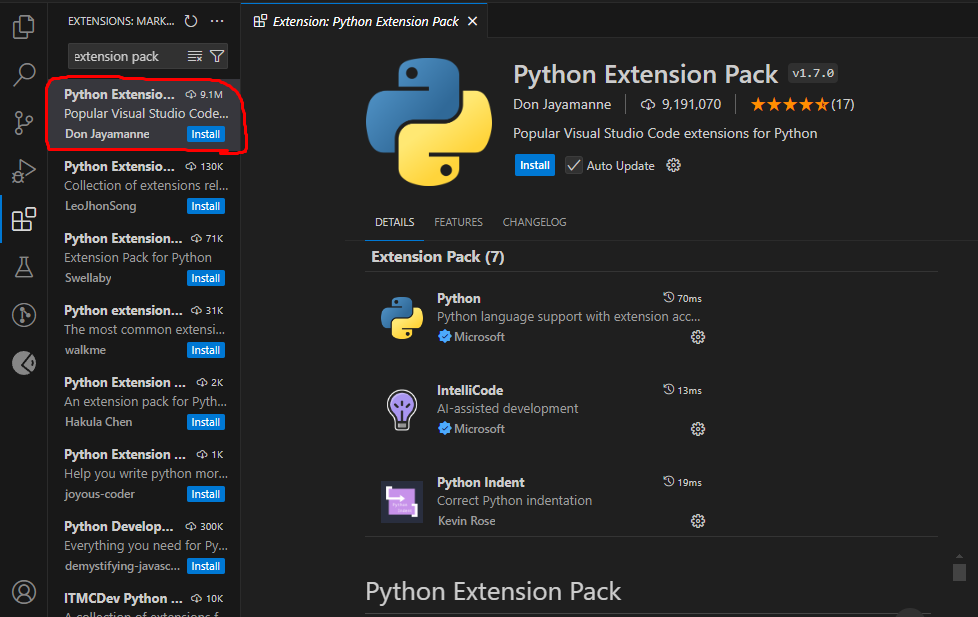 EXTENSIONS: MARK...
extension pack
Python Extensio... 9.1M
Popular Visual Studio Code...
Don Jayamanne Install
Python Extensio... 130K
Collection of extensions rel...
LeoJhonSong Install
Python Extension... 71K
Extension Pack for Python
Swellaby Install
Python extension... 31K
The most common extensi...
walkme Install
Python Extension ... 2K
An extension pack for Pyth...
Hakula Chen Install
Python Extension ... 1K
Help you write python mor...
joyous-coder Install
Python Develop... 300K
Everything you need for Py...
demystifying-javasc... Install
ITMCDev Python ... 10K
A collection of extensions f
Extension: Python Extension Pack
Python Extension Pack v1.7.0
Don Jayamanne 9,191,070 (17)
Popular Visual Studio Code extensions for Python
Install Auto Update
DETAILS FEATURES CHANGELOG
Extension Pack (7)
Python 70ms
Python language support with extension acc...
Microsoft
IntelliCode 13ms
AI-assisted development
Microsoft
Python Indent 19ms
Correct Python indentation
Kevin Rose
Python Extension Pack